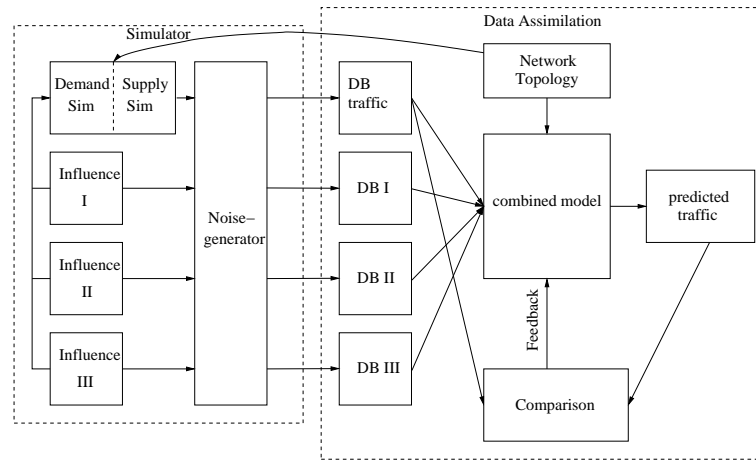 Data Assimilation
Simulator
Demand
Sim
Supply
Sim
DB
traffic
Network
Topology
Influence
I
DB I
Noise-
generator
combined model
predicted
traffic
Influence
II
DB II
Feedback
Influence
III
DB III
Comparison